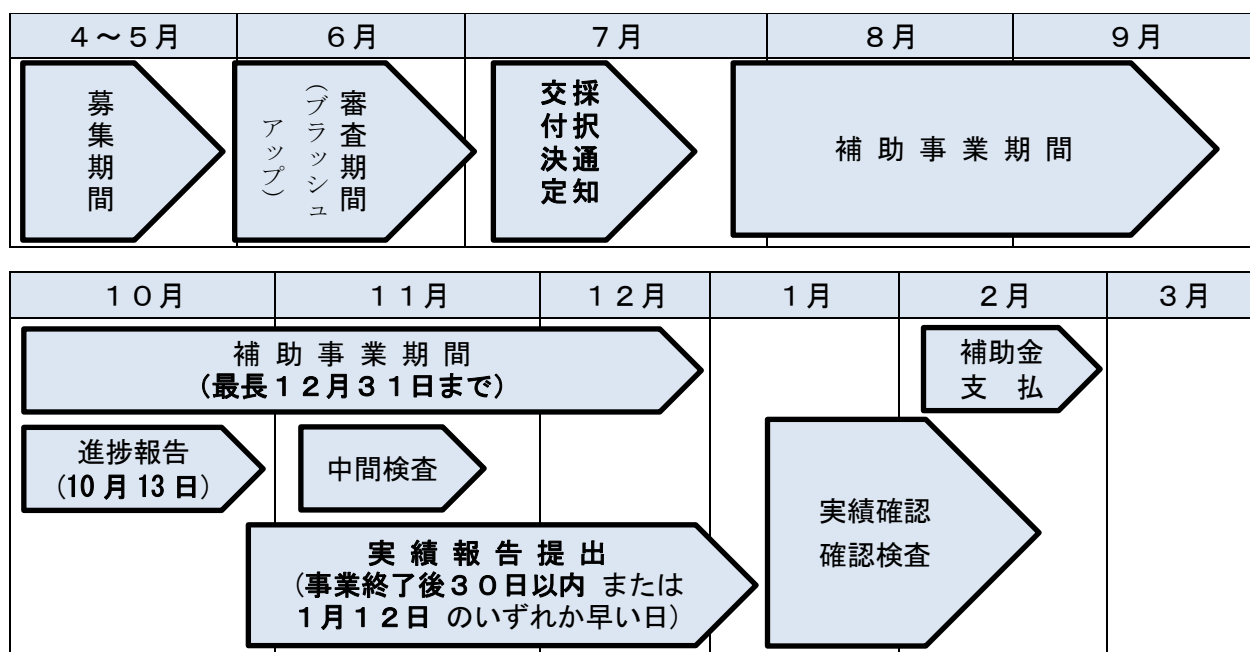 ４～５月
６月
７月
８月
９月
募集期間
審査期間
（ブラッシュ
アップ）
採択通知
交付決定
補助事業期間
１０月
１１月
１２月
１月
２月
３月
補助事業期間
（最長１２月３１日まで）
補助金
支　払
進捗報告
（10月13日）
中間検査
実績報告提出
（事業終了後３０日以内 または
１月１２日 のいずれか早い日）
実績確認
確認検査